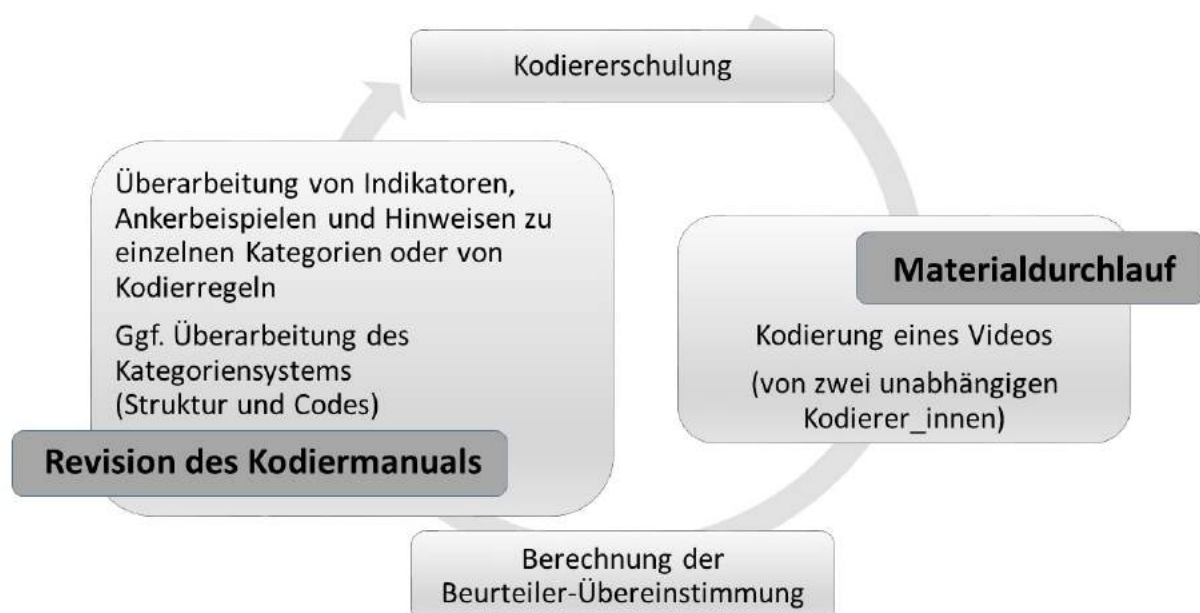 Kodiererschulung
Überarbeitung von Indikatoren,
Ankerbeispielen und Hinweisen zu
einzelnen Kategorien oder von
Kodierregeln
Ggf. Überarbeitung des
Kategoriensystems
(Struktur und Codes)
Revision des Kodiermanuals
Materialdurchlauf
Kodierung eines Videos
(von zwei unabhängigen
Kodierer_innen)
Berechnung der
Beurteiler-Übereinstimmung